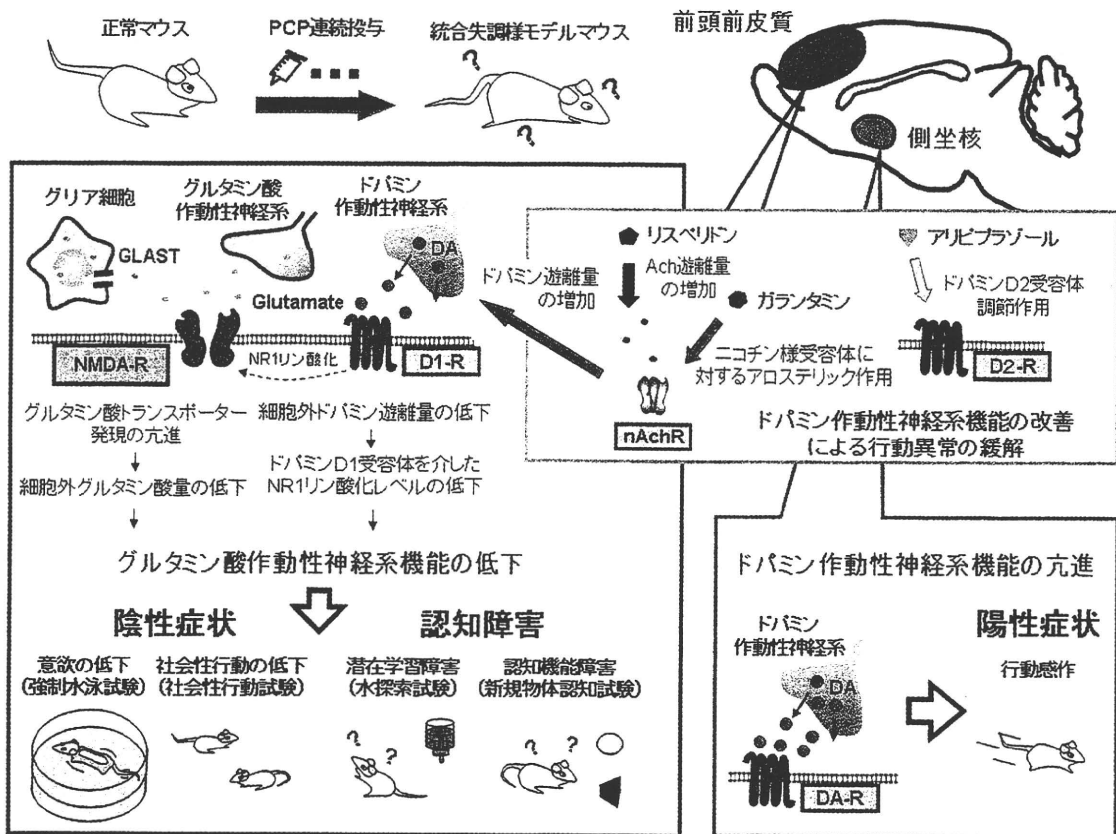 正常マウス
PCP連続投与
統合失調様モデルマウス
?
?
?
前頭前皮質
側坐核
グリア細胞
GLAST
グルタミン酸
作動性神経系
ドパミン
作動性神経系
DA
Glutamate
NMDA-R
NR1リン酸化
D1-R
グルタミン酸トランスポーター
発現の亢進
細胞外グルタミン酸量の低下
細胞外ドパミン遊離量の低下
ドパミンD1受容体を介した
NR1リン酸化レベルの低下
グルタミン酸作動性神経系機能の低下
陰性症状
意欲の低下
(強制水泳試験)
社会性行動の低下
(社会性行動試験)
認知障害
潜在学習障害
(水探索試験)
?
?
認知機能障害
(新規物体認知試験)
?
?
ドパミン遊離量
の増加
リスペリドン
Ach遊離量
の増加
ガランタミン
ニコチン様受容体に
対するアロステリック作用
nAchR
アリピプラゾール
ドパミンD2受容体
調節作用
D2-R
ドパミン作動性神経系機能の改善
による行動異常の緩解
ドパミン作動性神経系機能の亢進
ドパミン
作動性神経系
DA
DA-R
陽性症状
行動感作